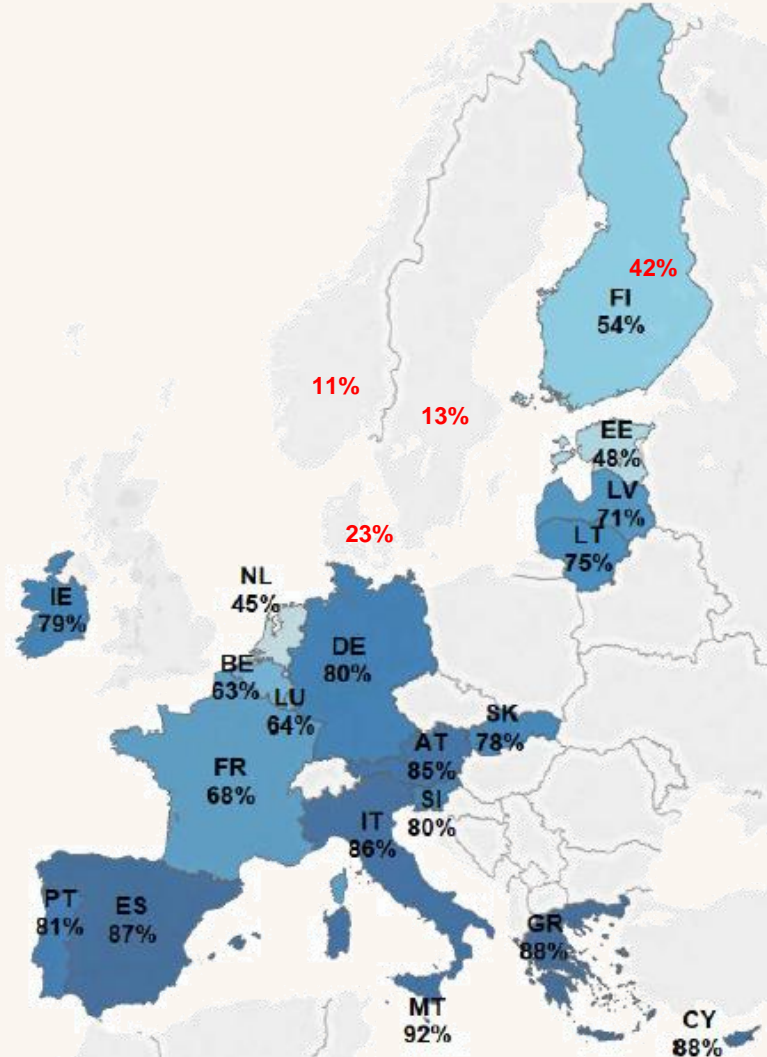 42%
FI
54%
11%
13%
EE
48%
LV
71%
LT
75%
23%
NL
45%
IE
79%
DE
80%
BE
63%
LU
64%
SK
78%
AT
85%
FR
68%
SI
80%
IT
86%
PT
81%
ES
87%
GR
88%
MT
92%
CY
88%